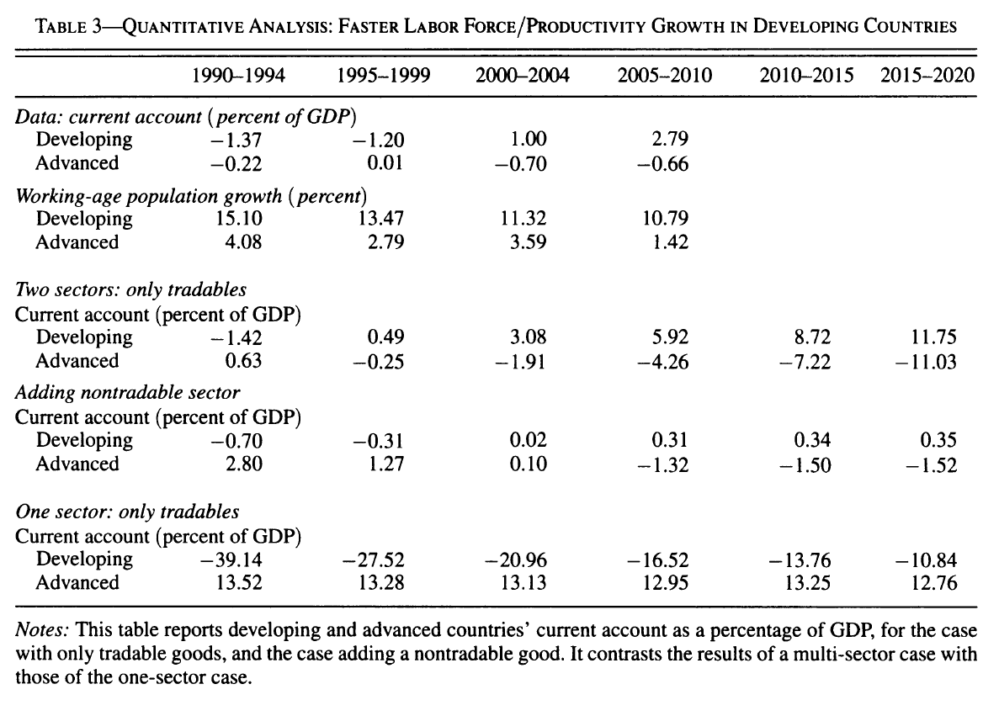 TABLE 3—QUANTITATIVE ANALYSIS: FASTER LABOR FORCE/PRODUCTIVITY GROWTH IN DEVELOPING COUNTRIES
1990–1994 1995–1999 2000–2004 2005–2010 2010–2015 2015–2020
Data: current account (percent of GDP)
Developing −1.37 −1.20 1.00 2.79
Advanced −0.22 0.01 −0.70 −0.66
Working-age population growth (percent)
Developing 15.10 13.47 11.32 10.79
Advanced 4.08 2.79 3.59 1.42
Two sectors: only tradables
Current account (percent of GDP)
Developing −1.42 0.49 3.08 5.92 8.72 11.75
Advanced 0.63 −0.25 −1.91 −4.26 −7.22 −11.03
Adding nontradable sector
Current account (percent of GDP)
Developing −0.70 −0.31 0.02 0.31 0.34 0.35
Advanced 2.80 1.27 0.10 −1.32 −1.50 −1.52
One sector: only tradables
Current account (percent of GDP)
Developing −39.14 −27.52 −20.96 −16.52 −13.76 −10.84
Advanced 13.52 13.28 13.13 12.95 13.25 12.76
Notes: This table reports developing and advanced countries’ current account as a percentage of GDP, for the case
with only tradable goods, and the case adding a nontradable good. It contrasts the results of a multi-sector case with
those of the one-sector case.